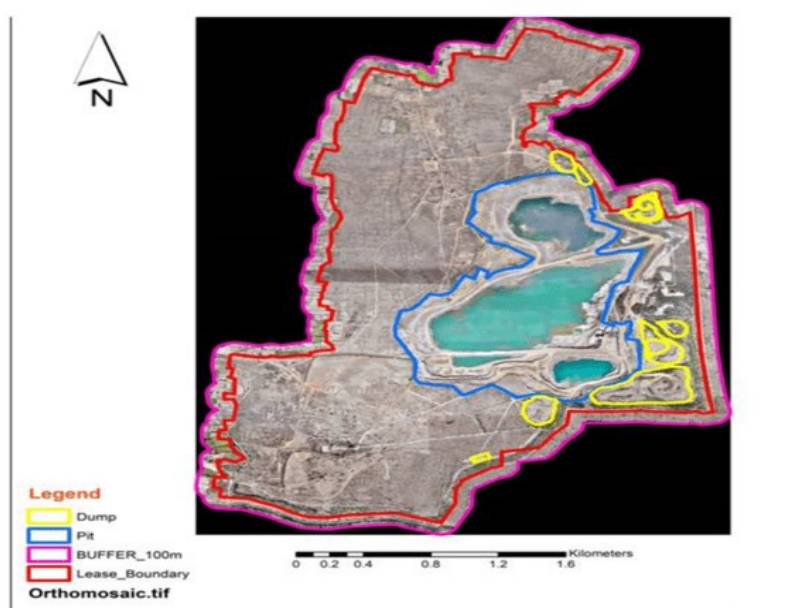 N
Legend
Dump
Pit
BUFFER_100m
Lease_Boundary
Orthomosaic.tif
Kilometers
0 0.2 0.4 0.8 1.2 1.6